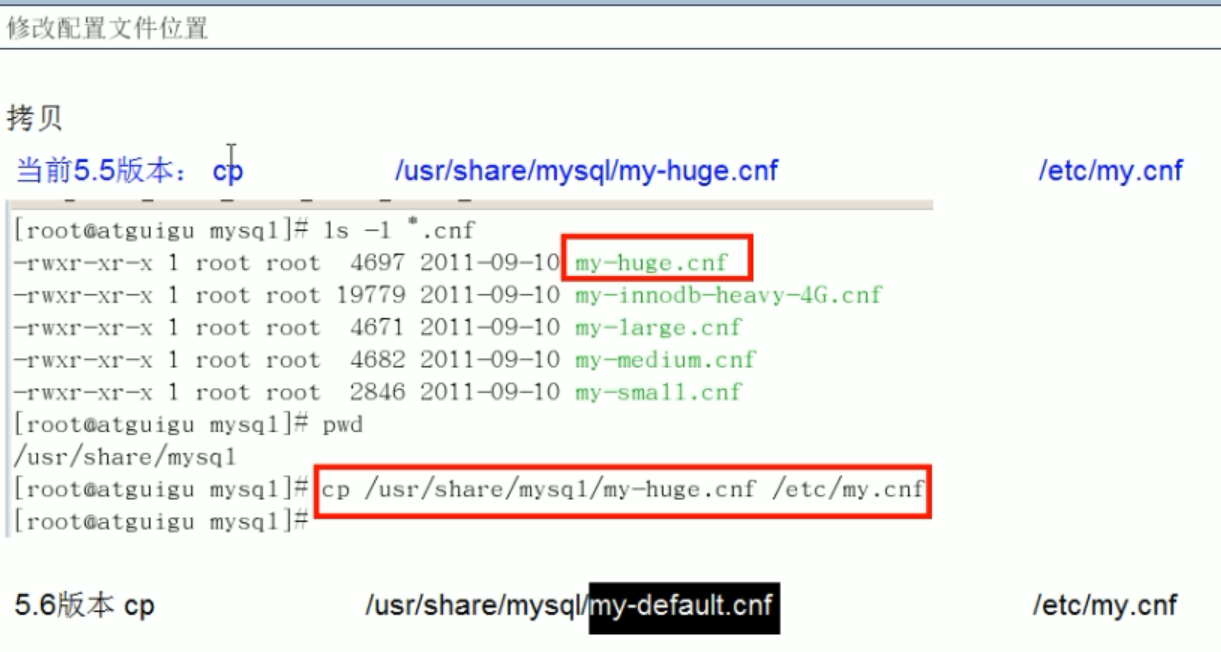 修改配置文件位置
拷贝
当前5.5版本： cp /usr/share/mysql/my-huge.cnf /etc/my.cnf
[root@atguigu mysql]# ls -l *.cnf
-rwxr-xr-x 1 root root 4697 2011-09-10 my-huge.cnf
-rwxr-xr-x 1 root root 19779 2011-09-10 my-innodb-heavy-4G.cnf
-rwxr-xr-x 1 root root 4671 2011-09-10 my-large.cnf
-rwxr-xr-x 1 root root 4682 2011-09-10 my-medium.cnf
-rwxr-xr-x 1 root root 2846 2011-09-10 my-small.cnf
[root@atguigu mysql]# pwd
/usr/share/mysql
[root@atguigu mysql]# cp /usr/share/mysql/my-huge.cnf /etc/my.cnf
[root@atguigu mysql]#
5.6版本 cp /usr/share/mysql/my-default.cnf /etc/my.cnf